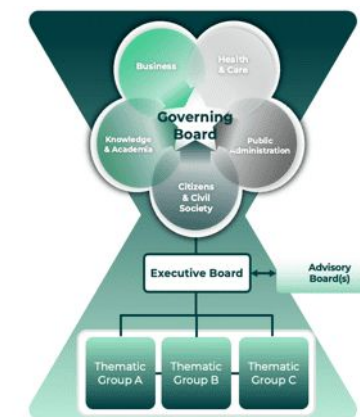 Business
Health
& Care
Governing
Board
Knowledge
& Academia
Public
Administration
Citizens
& Civil
Society
Executive Board
Advisory
Board(s)
Thematic
Group A
Thematic
Group B
Thematic
Group C